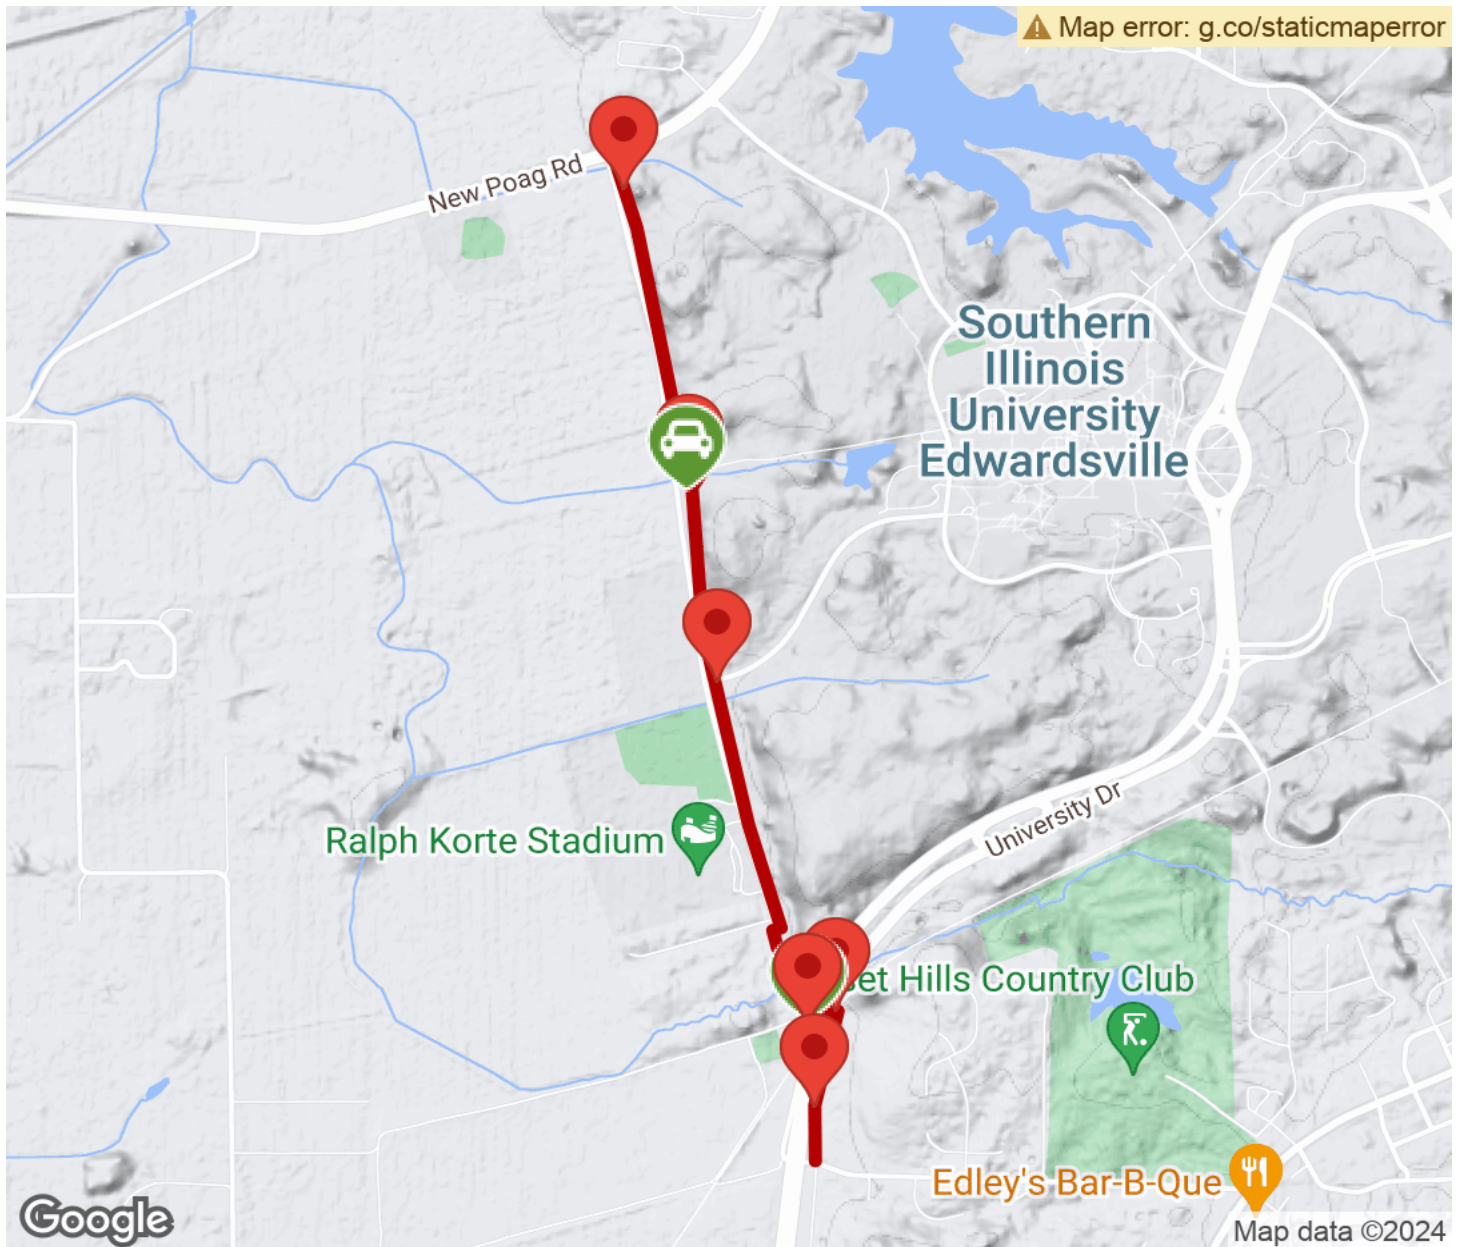 Map error: g.co/staticmaperror
New Poag Rd
Southern
Illinois
University
Edwardsville
University Dr
Ralph Korte Stadium
set Hills Country Club
Edley's Bar-B-Que
Google
Map data ©2024